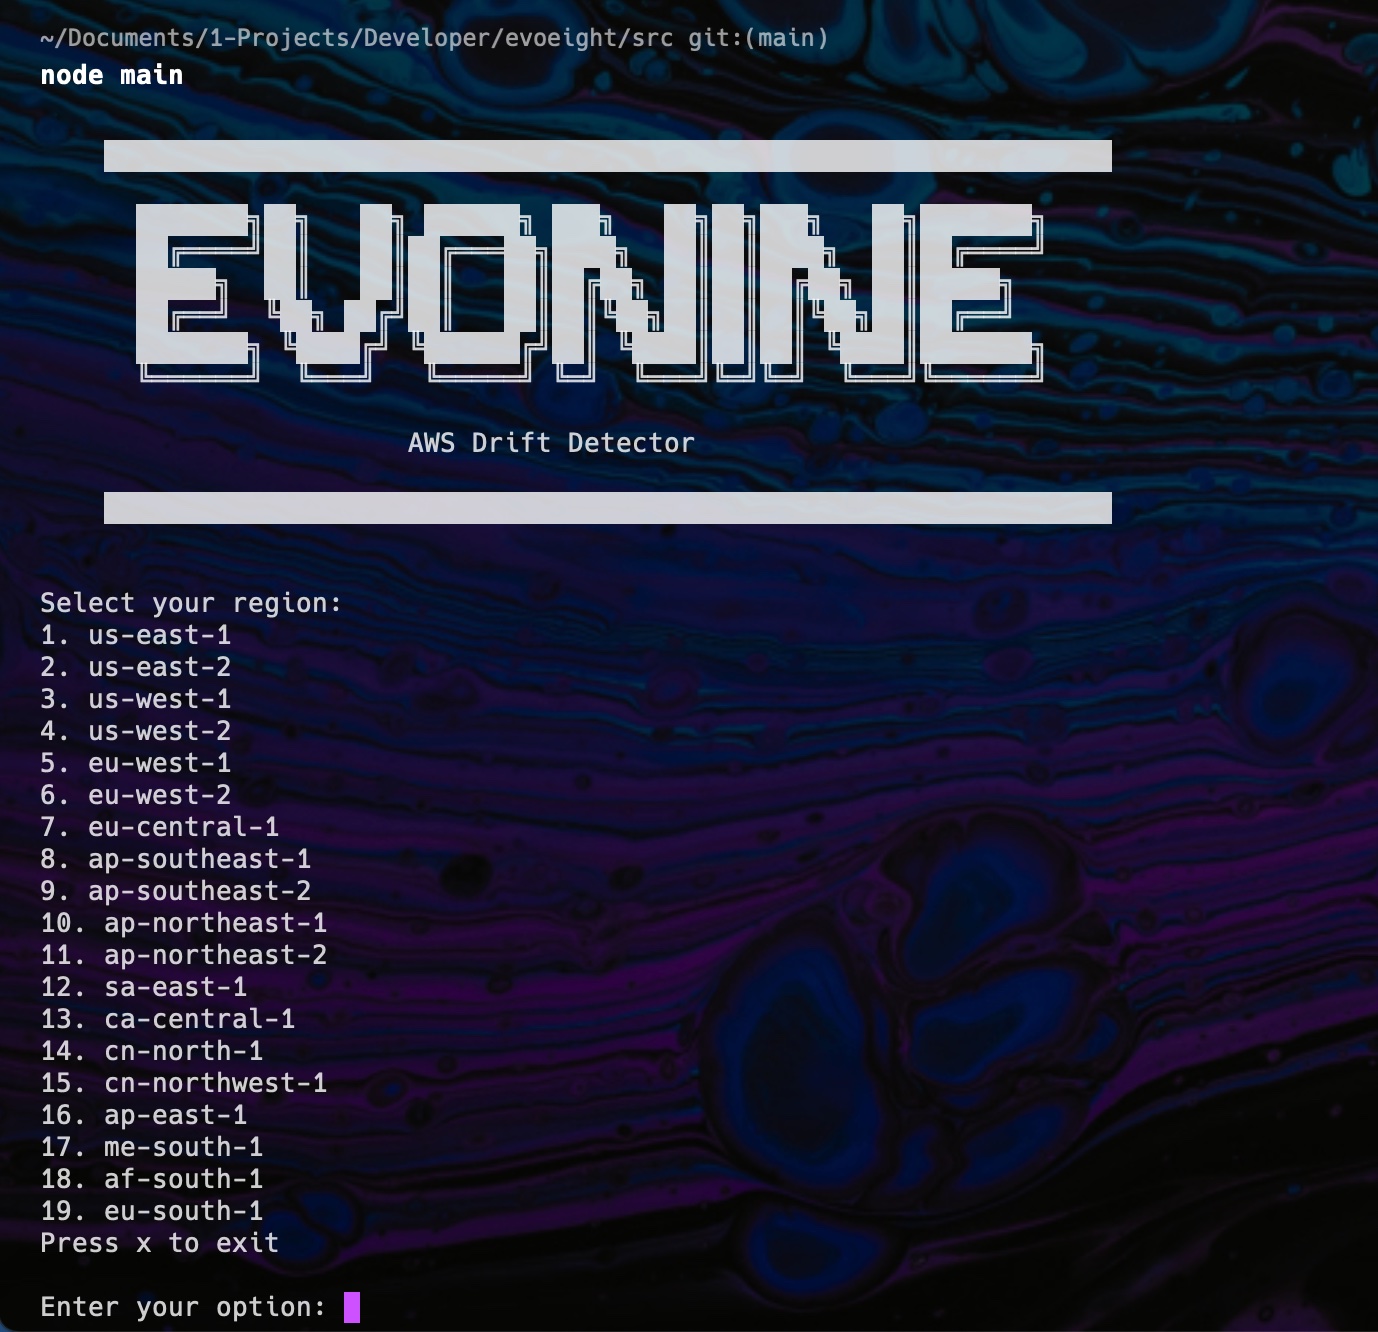 ~/Documents/1-Projects/Developer/evoeight/src git:(main)
node main
EVONINE
AWS Drift Detector
Select your region:
1. us-east-1
2. us-east-2
3. us-west-1
4. us-west-2
5. eu-west-1
6. eu-west-2
7. eu-central-1
8. ap-southeast-1
9. ap-southeast-2
10. ap-northeast-1
11. ap-northeast-2
12. sa-east-1
13. ca-central-1
14. cn-north-1
15. cn-northwest-1
16. ap-east-1
17. me-south-1
18. af-south-1
19. eu-south-1
Press x to exit
Enter your option: